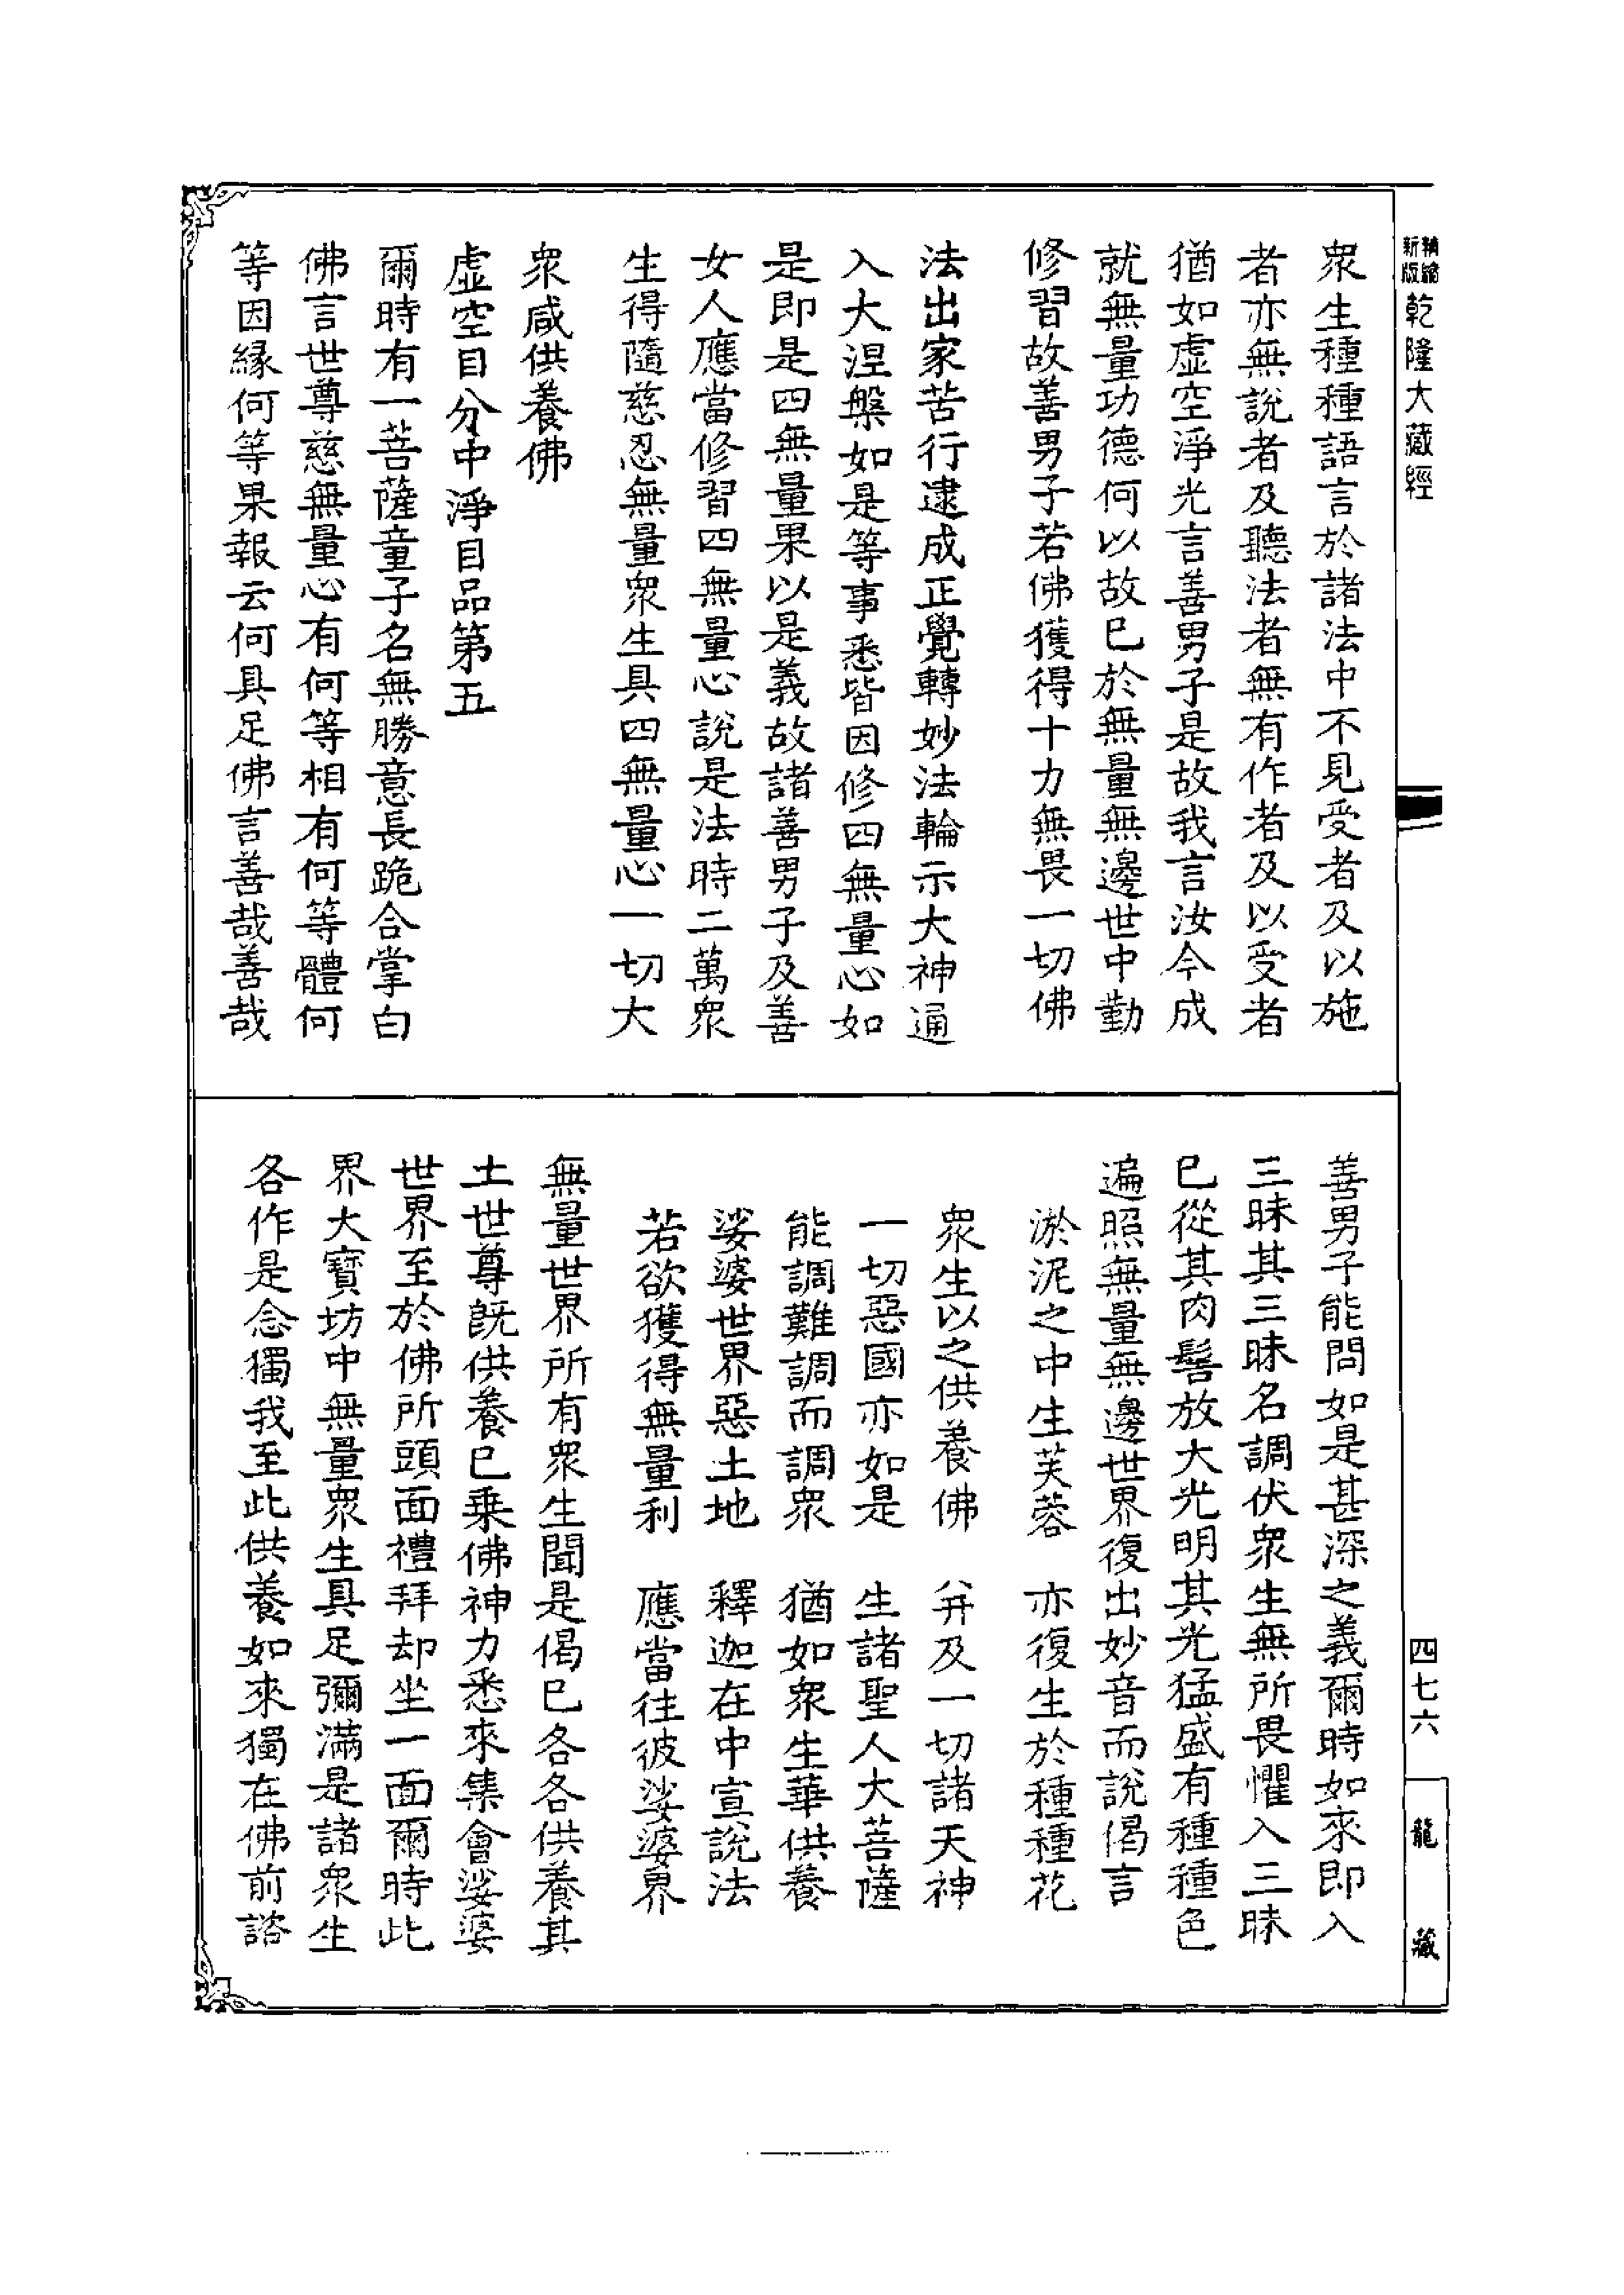 精縮新版乾隆大藏經
衆生種種語言於諸法中不見受者及以施
者亦無說者及聽法者無有作者及以受者
猶如虛空淨光言善男子是故我言汝今成
就無量功德何以故已於無量無邊世中勤
修習故善男子若佛獲得十力無畏一切佛
法出家苦行逮成正覺轉妙法輪示大神通
入大涅槃如是等事悉皆因修四無量心如
是即是四無量果以是義故諸善男子及善
女人應當修習四無量心說是法時二萬衆
生得隨慈忍無量衆生具四無量心一切大
衆咸供養佛
虛空目分中淨目品第五
爾時有一菩薩童子名無勝意長跪合掌白
佛言世尊慈無量心有何等相有何等體何
等因緣何等果報云何具足佛言善哉善哉
善男子能問如是甚深之義爾時如來即入
三昧其三昧名調伏衆生無所畏懼入三昧
已從其肉髻放大光明其光猛盛有種種色
遍照無量無邊世界復出妙音而說偈言
淤泥之中生芙蓉　亦復生於種種花
衆生以之供養佛　并及一切諸天神
一切惡國亦如是　生諸聖人大菩薩
能調難調而調衆　猶如衆生華供養
娑婆世界惡土地　釋迦在中宣說法
若欲獲得無量利　應當往彼娑婆界
無量世界所有衆生聞是偈已各各供養其
土世尊既供養已乗佛神力悉來集會娑婆
世界至於佛所頭面禮拜却坐一面爾時此
界大寶坊中無量衆生具足彌滿是諸衆生
各作是念獨我至此供養如來獨在佛前諮
四七六
龍藏